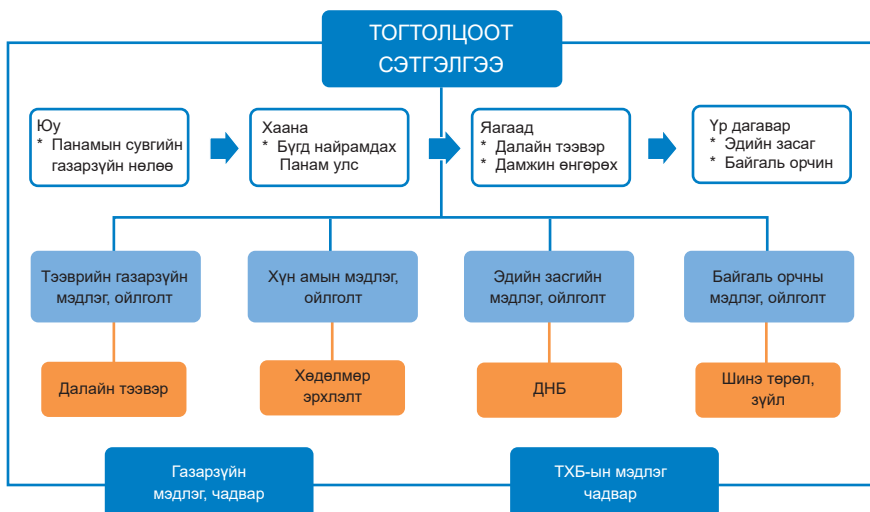 ТОГТОЛЦООТ
СЭТГЭЛГЭЭ
Юу
* Панамын сувгийн
газарзүйн нөлөө
Хаана
* Бүгд найрамдах
Панам улс
Яагаад
* Далайн тээвэр
* Дамжин өнгөрөх
Үр дагавар
* Эдийн засаг
* Байгаль орчин
Тээврийн газарзүйн
мэдлэг, ойлголт
Хүн амын мэдлэг,
ойлголт
Эдийн засгийн
мэдлэг, ойлголт
Байгаль орчны
мэдлэг, ойлголт
Далайн тээвэр
Хөдөлмөр
эрхлэлт
ДНБ
Шинэ төрөл,
зүйл
Газарзүйн
мэдлэг, чадвар
ТХБ-ын мэдлэг
чадвар